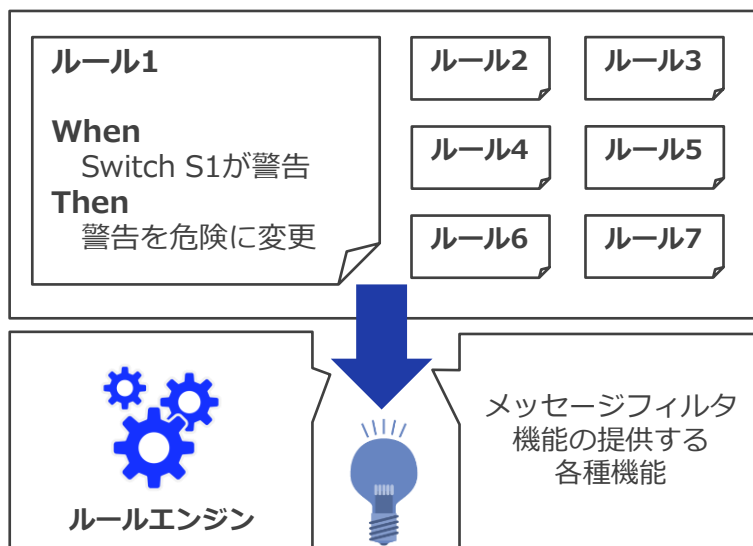 ルール1
When
Switch S1が警告
Then
警告を危険に変更
ルール2
ルール3
ルール4
ルール5
ルール6
ルール7
ルールエンジン
メッセージフィルタ
機能の提供する
各種機能